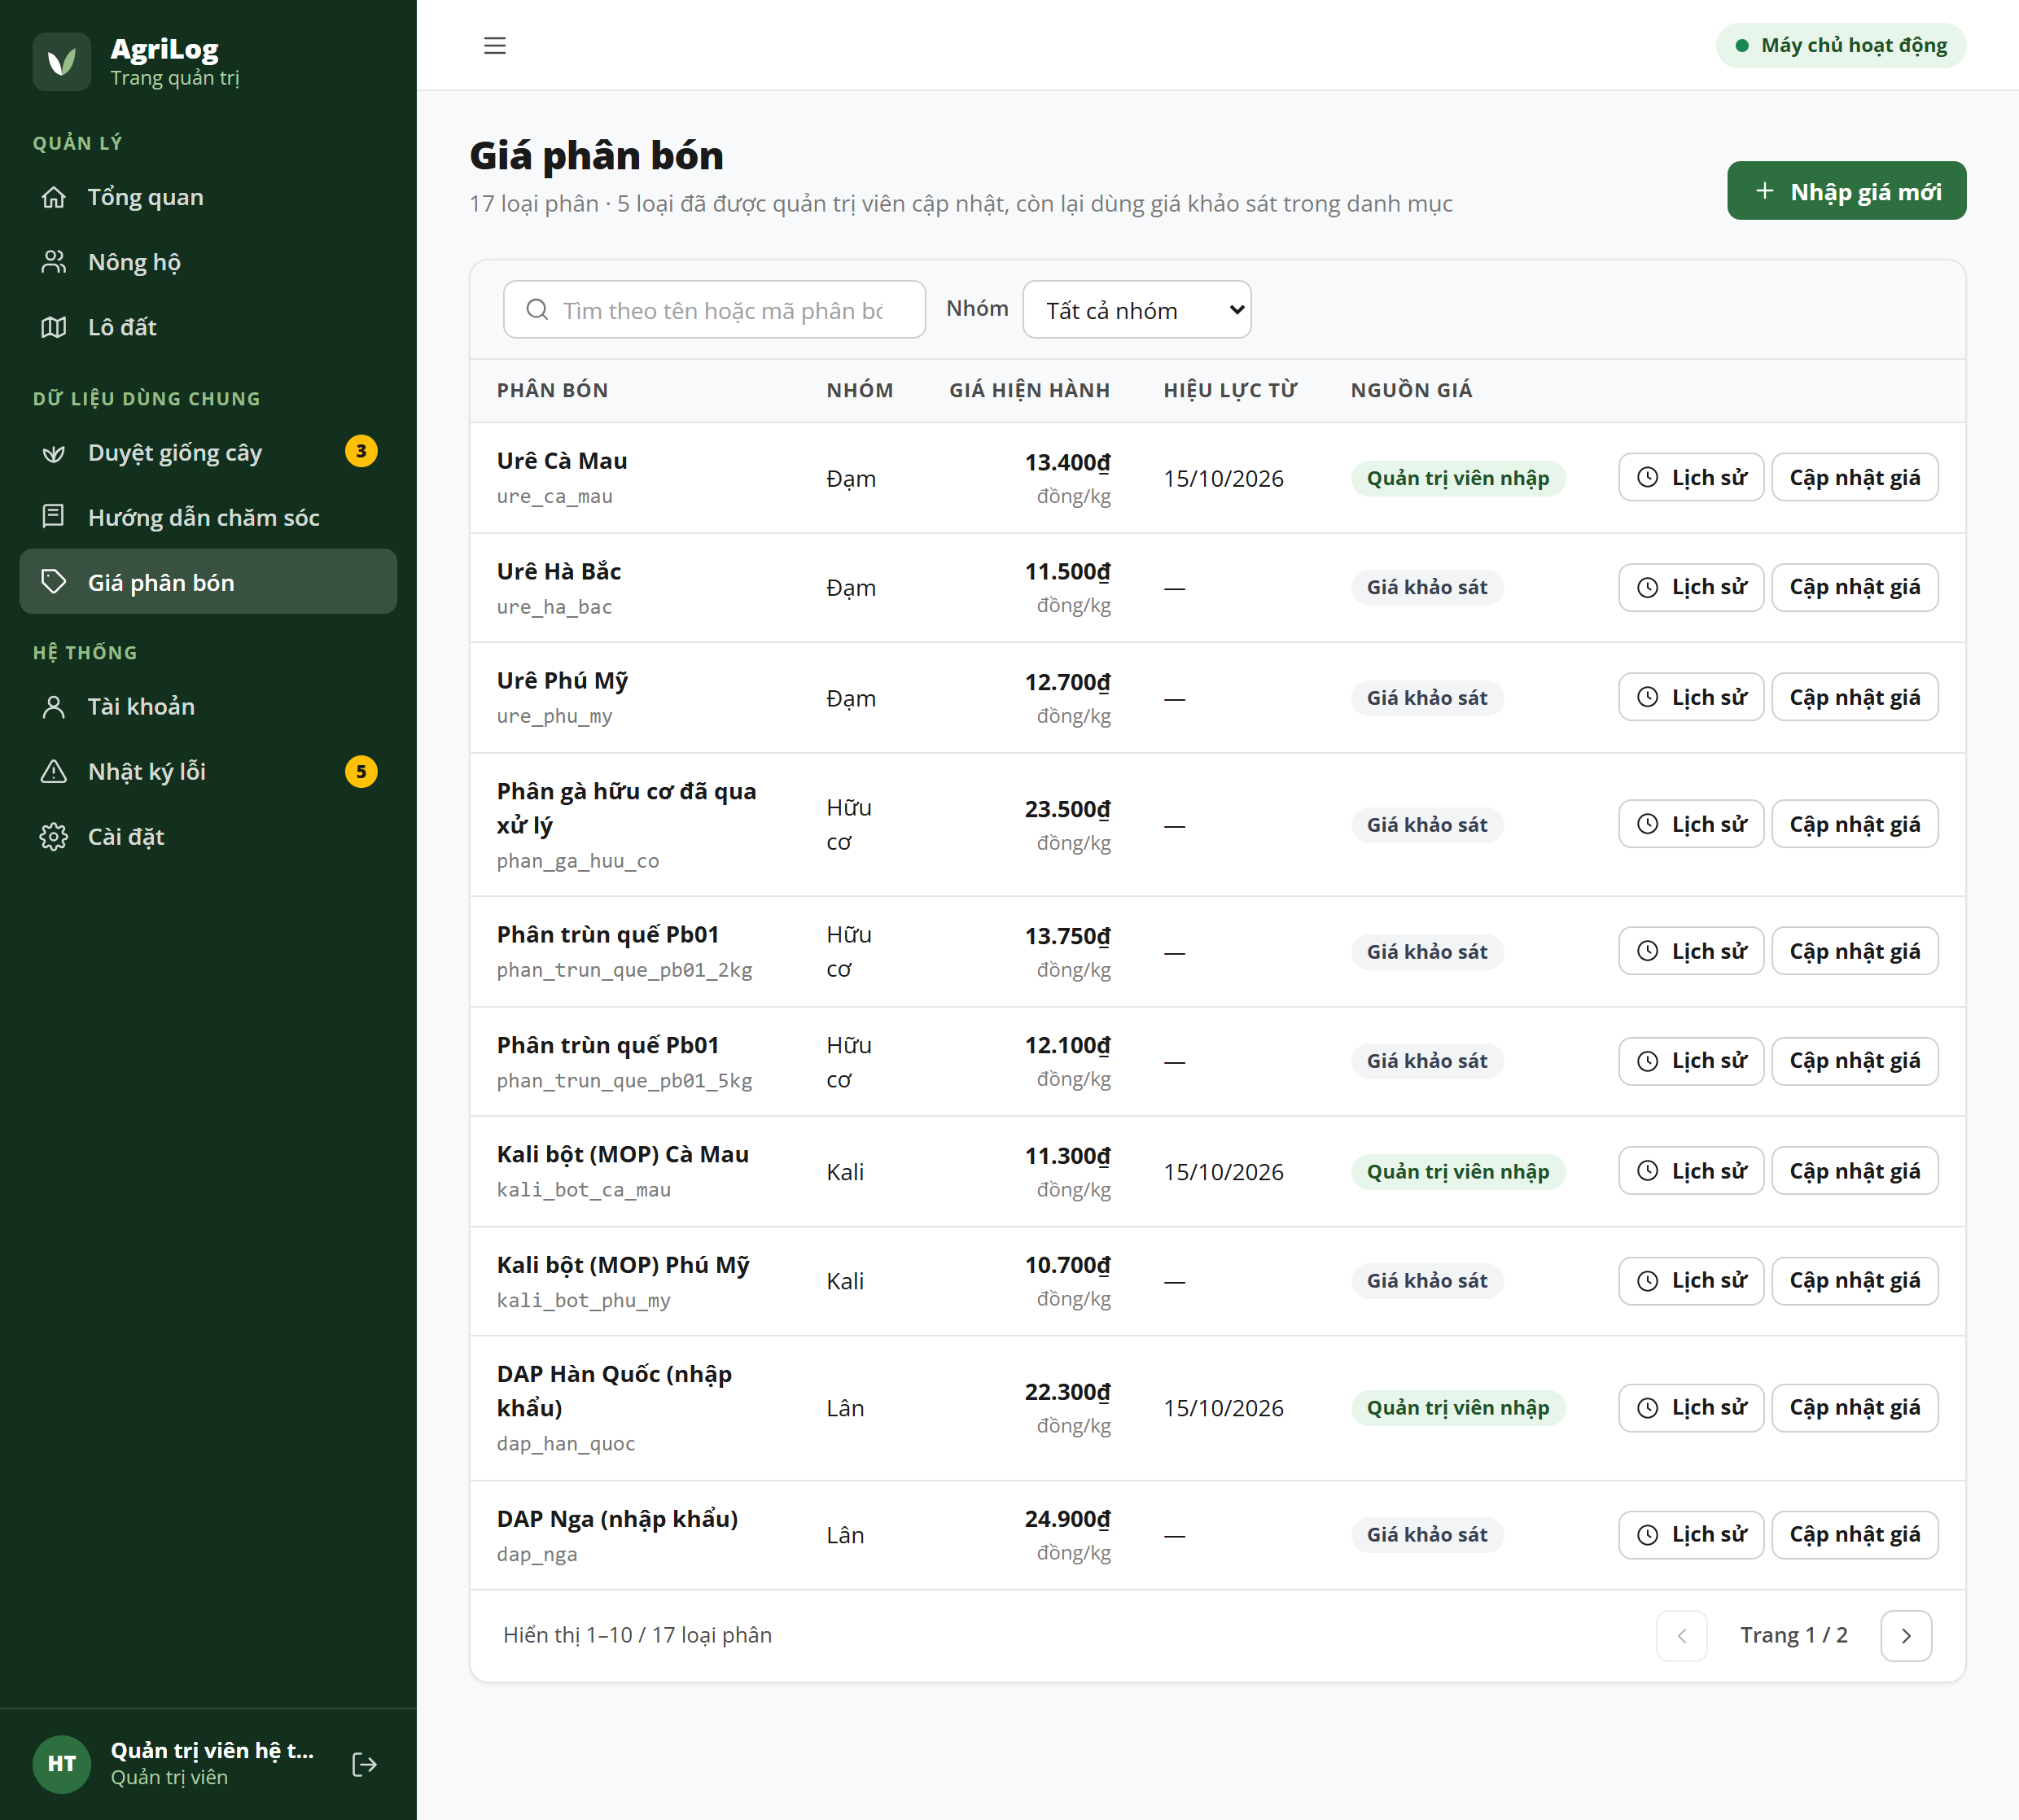 AgriLog
Trang quản trị
QUẢN LÝ
Tổng quan
Nông hộ
Lô đất
DỮ LIỆU DÙNG CHUNG
Duyệt giống cây 3
Hướng dẫn chăm sóc
Giá phân bón
HỆ THỐNG
Tài khoản
Nhật ký lỗi 5
Cài đặt
HT
Quản trị viên hệ t...
Quản trị viên
Máy chủ hoạt động
Giá phân bón
17 loại phân · 5 loại đã được quản trị viên cập nhật, còn lại dùng giá khảo sát trong danh mục
Nhập giá mới
Tìm theo tên hoặc mã phân bó Nhóm Tất cả nhóm
PHÂN BÓN NHÓM GIÁ HIỆN HÀNH HIỆU LỰC TỪ NGUỒN GIÁ
Urê Cà Mau
ure_ca_mau
Đạm
13.400₫
đồng/kg
15/10/2026
Quản trị viên nhập
Lịch sử
Cập nhật giá
Urê Hà Bắc
ure_ha_bac
Đạm
11.500₫
đồng/kg
—
Giá khảo sát
Lịch sử
Cập nhật giá
Urê Phú Mỹ
ure_phu_my
Đạm
12.700₫
đồng/kg
—
Giá khảo sát
Lịch sử
Cập nhật giá
Phân gà hữu cơ đã qua
xử lý
phan_ga_huu_co
Hữu
cơ
23.500₫
đồng/kg
—
Giá khảo sát
Lịch sử
Cập nhật giá
Phân trùn quế Pb01
phan_trun_que_pb01_2kg
Hữu
cơ
13.750₫
đồng/kg
—
Giá khảo sát
Lịch sử
Cập nhật giá
Phân trùn quế Pb01
phan_trun_que_pb01_5kg
Hữu
cơ
12.100₫
đồng/kg
—
Giá khảo sát
Lịch sử
Cập nhật giá
Kali bột (MOP) Cà Mau
kali_bot_ca_mau
Kali
11.300₫
đồng/kg
15/10/2026
Quản trị viên nhập
Lịch sử
Cập nhật giá
Kali bột (MOP) Phú Mỹ
kali_bot_phu_my
Kali
10.700₫
đồng/kg
—
Giá khảo sát
Lịch sử
Cập nhật giá
DAP Hàn Quốc (nhập
khẩu)
dap_han_quoc
Lân
22.300₫
đồng/kg
15/10/2026
Quản trị viên nhập
Lịch sử
Cập nhật giá
DAP Nga (nhập khẩu)
dap_nga
Lân
24.900₫
đồng/kg
—
Giá khảo sát
Lịch sử
Cập nhật giá
Hiển thị 1–10 / 17 loại phân
Trang 1 / 2